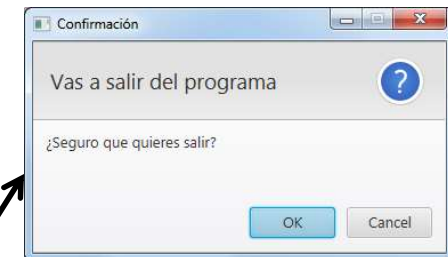 Confirmación
Vas a salir del programa
?
¿Seguro que quieres salir?
OK Cancel